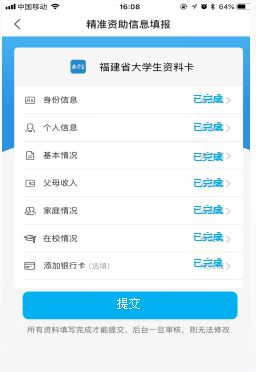 中国移动 16:08 64%
精准资助信息填报
福建省大学生资料卡
身份信息 已完成
个人信息 已完成
基本情况 已完成
父母收入 已完成
家庭情况 已完成
在校情况 已完成
添加银行卡（选填） 已完成
提交
所有资料填写完成才能提交，后台一旦审核，则无法修改